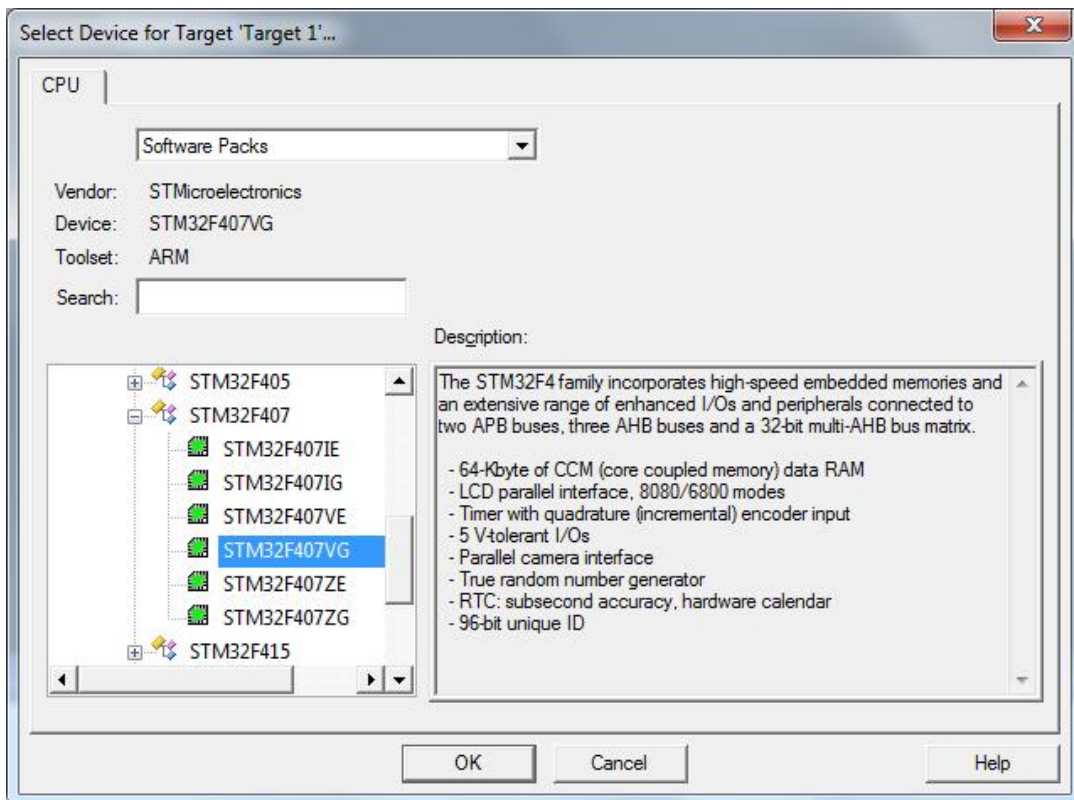 Select Device for Target 'Target 1'...
CPU
Software Packs
Vendor: STMicroelectronics
Device: STM32F407VG
Toolset: ARM
Search:
Description:
STM32F405
STM32F407
STM32F407IE
STM32F407IG
STM32F407VE
STM32F407VG
STM32F407ZE
STM32F407ZG
STM32F415
The STM32F4 family incorporates high-speed embedded memories and
an extensive range of enhanced I/Os and peripherals connected to
two APB buses, three AHB buses and a 32-bit multi-AHB bus matrix.
- 64-Kbyte of CCM (core coupled memory) data RAM
- LCD parallel interface, 8080/6800 modes
- Timer with quadrature (incremental) encoder input
- 5 V-tolerant I/Os
- Parallel camera interface
- True random number generator
- RTC: subsecond accuracy, hardware calendar
- 96-bit unique ID
OK
Cancel
Help